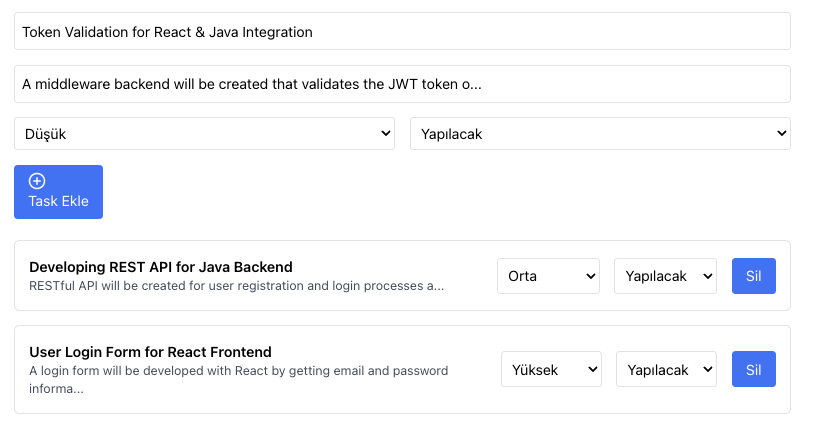 Token Validation for React & Java Integration
A middleware backend will be created that validates the JWT token o...
Düşük
Yapılacak
Task Ekle
Developing REST API for Java Backend
RESTful API will be created for user registration and login processes a...
Orta
Yapılacak
Sil
User Login Form for React Frontend
A login form will be developed with React by getting email and password
informa...
Yüksek
Yapılacak
Sil